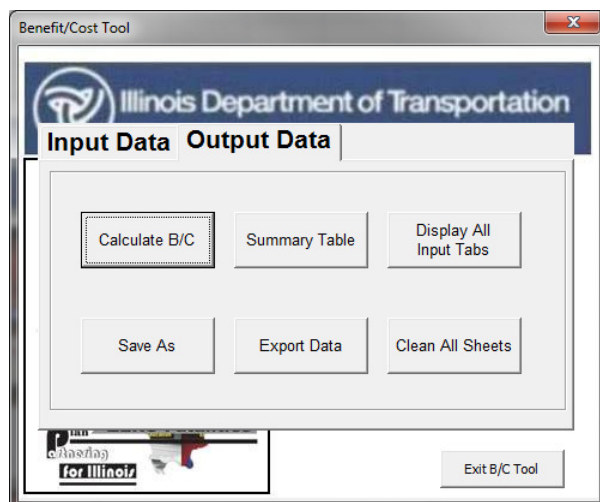 Benefit/Cost Tool
Illinois Department of Transportation
Input Data Output Data
Calculate B/C Summary Table Display All
Input Tabs
Save As Export Data Clean All Sheets
Plan
for Illinois
Exit B/C Tool